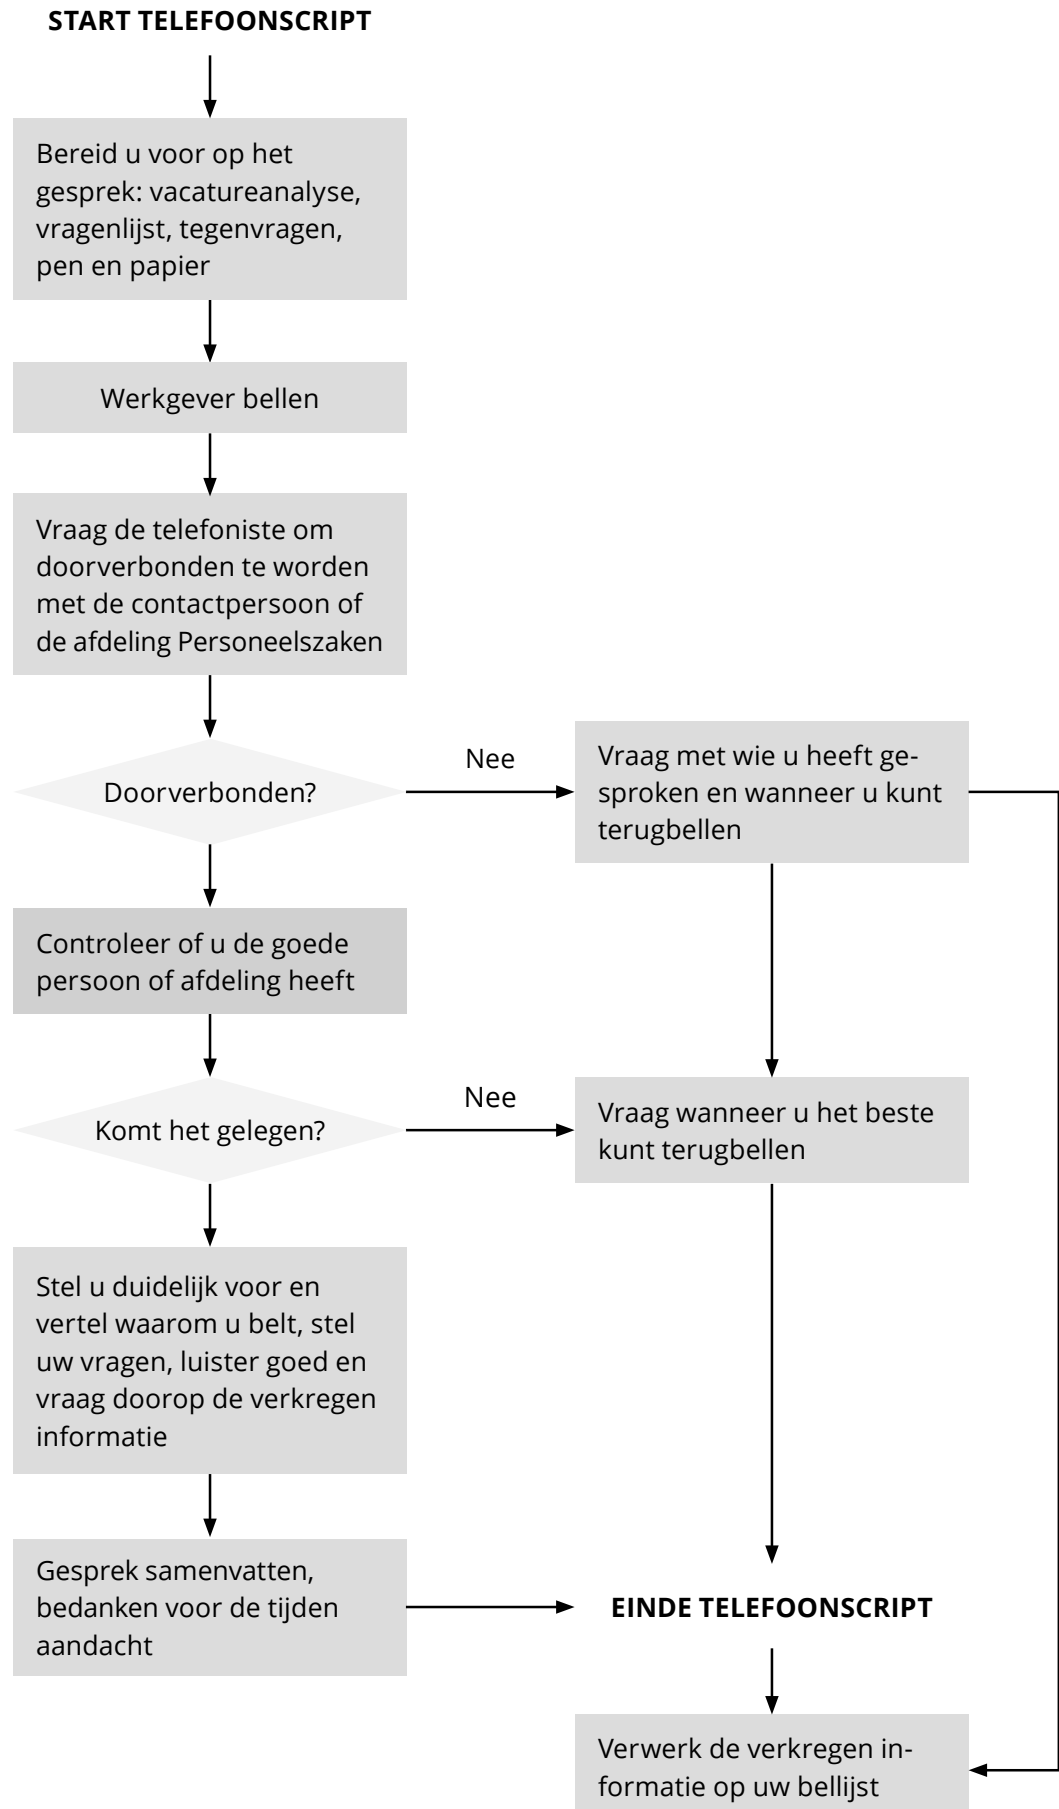 START TELEFOONSCRIPT
Bereid u voor op het
gesprek: vacatureanalyse,
vragenlijst, tegenvragen,
pen en papier
Werkgever bellen
Vraag de telefoniste om
doorverbonden te worden
met de contactpersoon of
de afdeling Personeelszaken
Doorverbonden?
Nee
Vraag met wie u heeft ge-
sproken en wanneer u kunt
terugbellen
Controleer of u de goede
persoon of afdeling heeft
Komt het gelegen?
Nee
Vraag wanneer u het beste
kunt terugbellen
Stel u duidelijk voor en
vertel waarom u belt, stel
uw vragen, luister goed en
vraag doorop de verkregen
informatie
Gesprek samenvatten,
bedanken voor de tijden
aandacht
EINDE TELEFOONSCRIPT
Verwerk de verkregen in-
formatie op uw bellijst